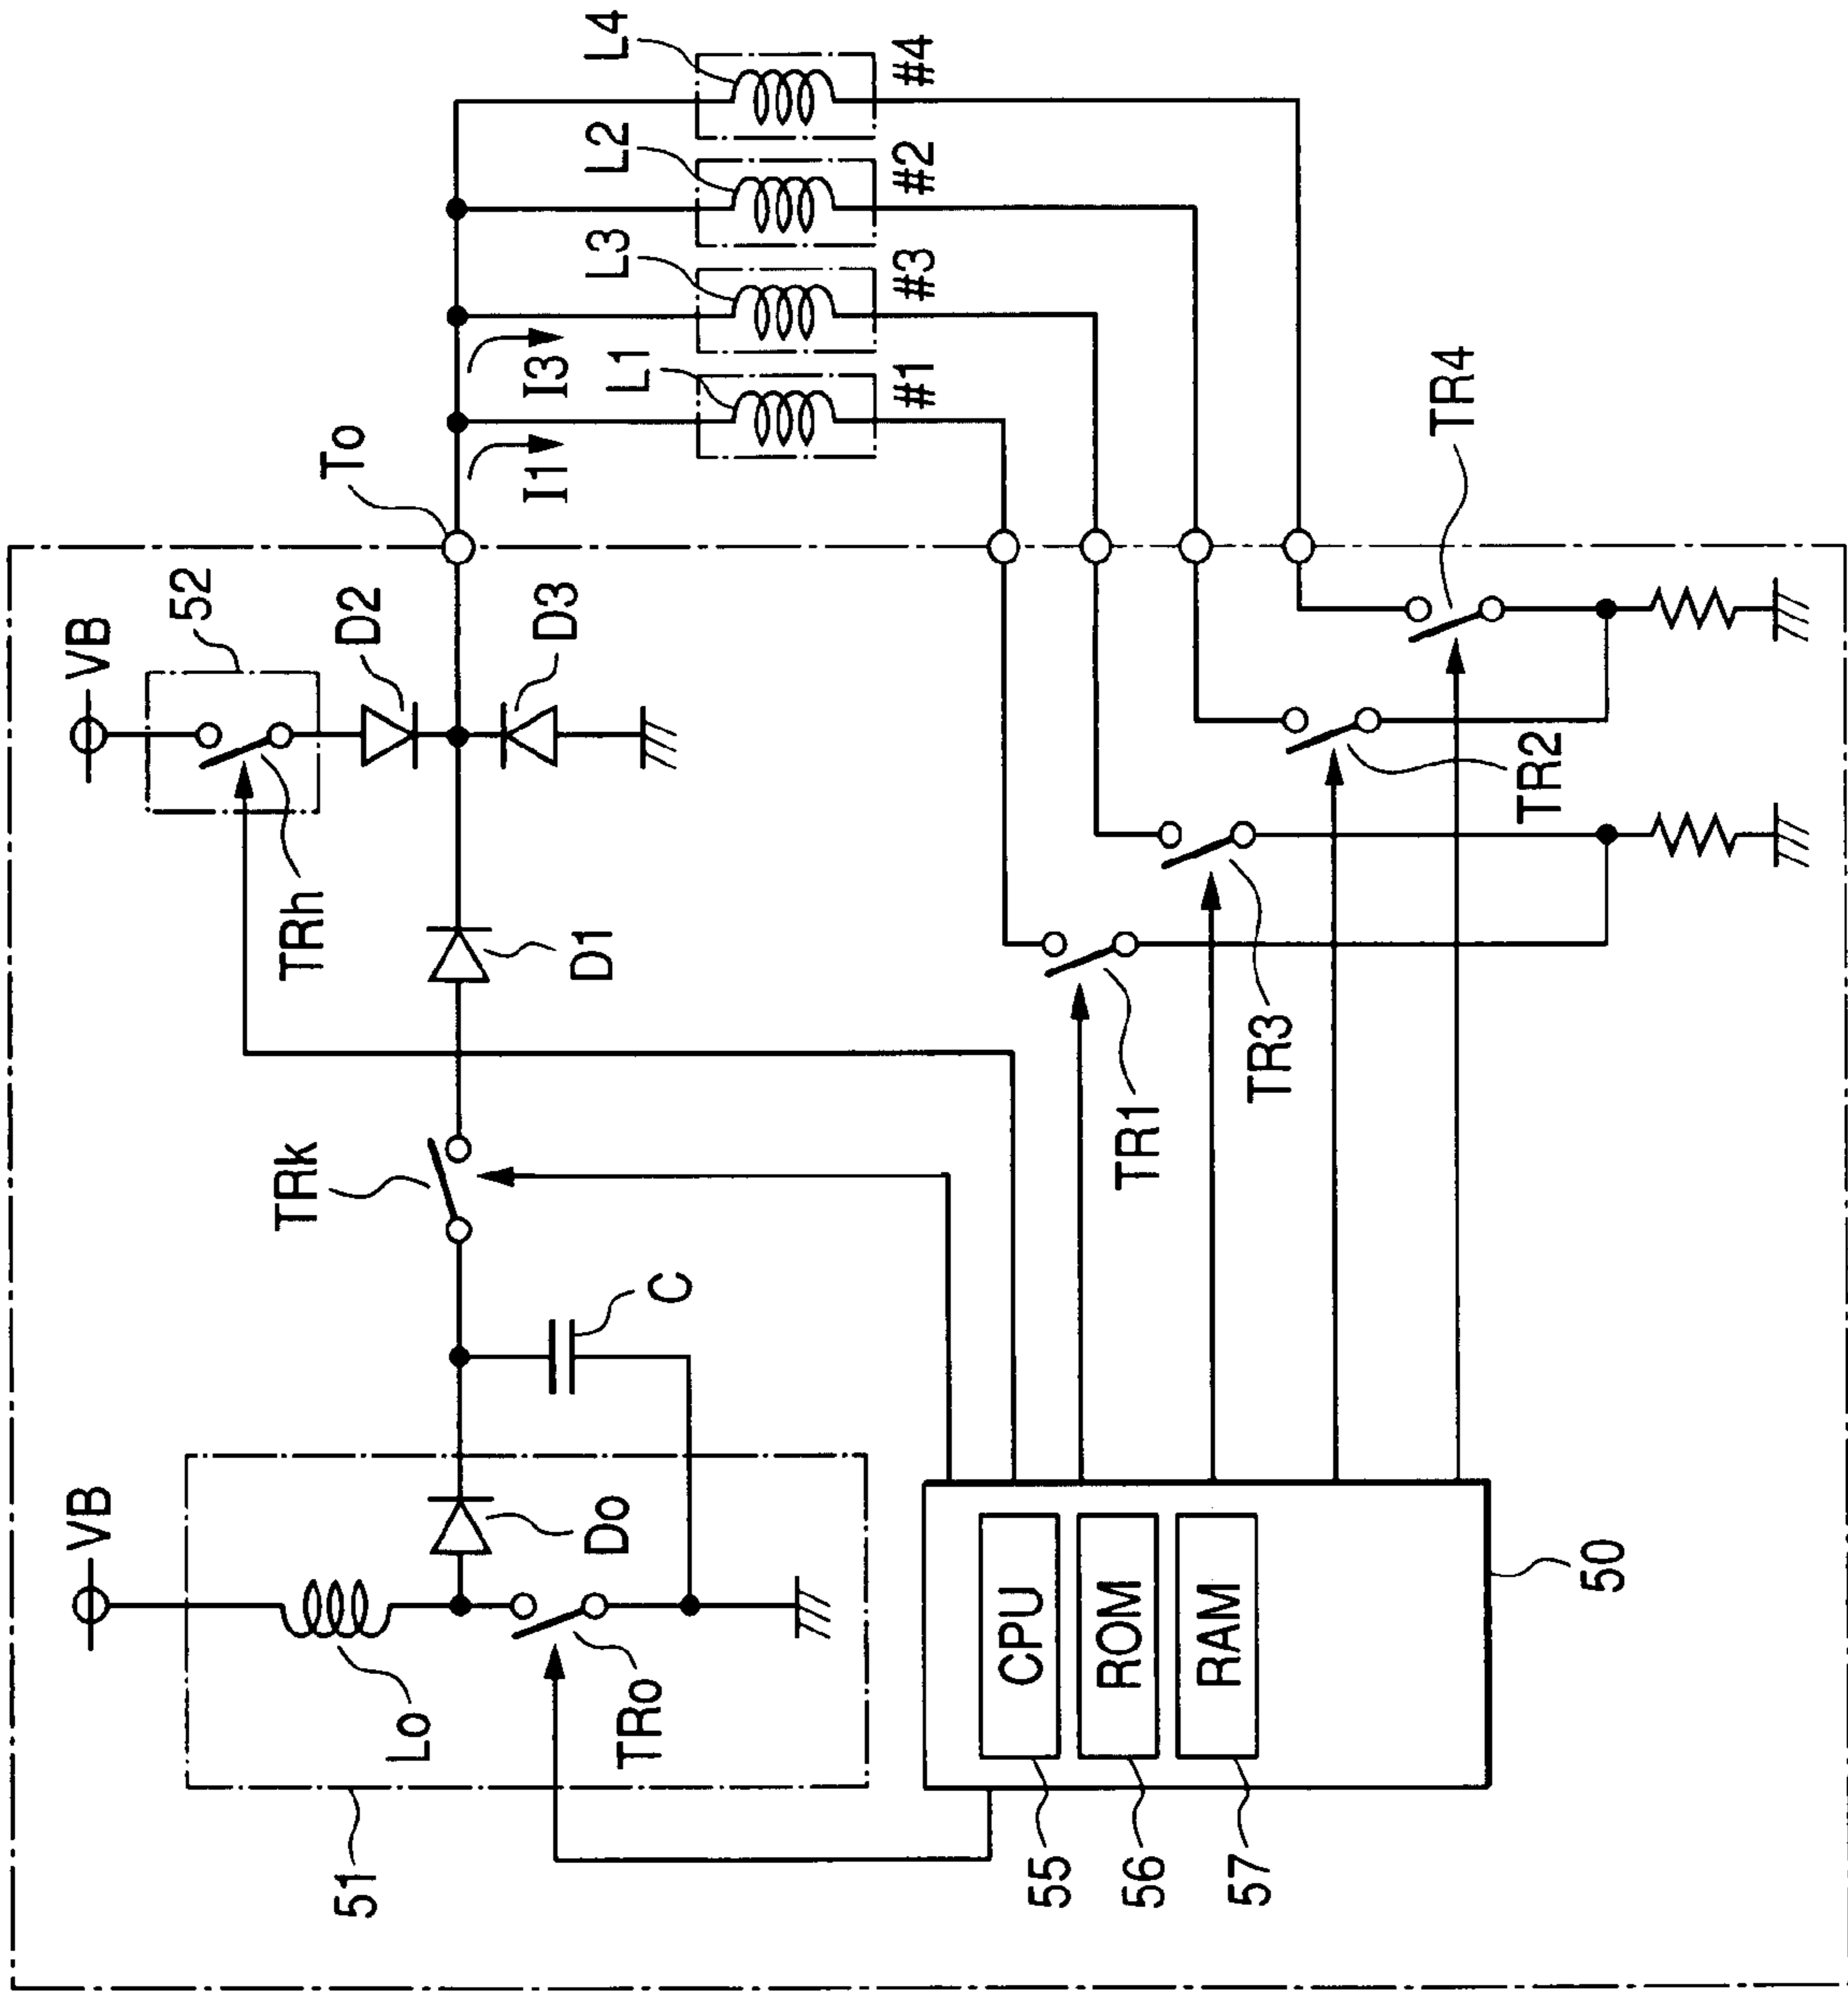 VB
VB
52
To
L4
L2
L3
L1
D2
D3
I1
I3
#1
#3
#2
#4
TRh
D1
TRk
C
Do
Lo
TRo
51
TR1
TR3
TR2
TR4
CPU
ROM
RAM
55
56
57
50